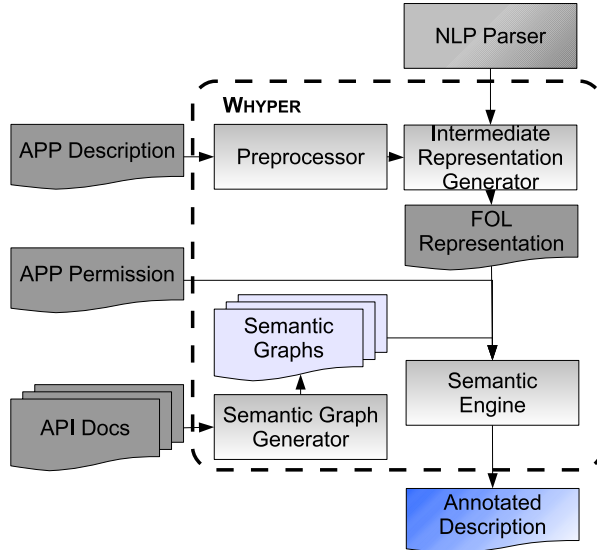 NLP Parser
WHYPER
APP Description
Preprocessor
Intermediate
Representation
Generator
FOL
Representation
APP Permission
Semantic
Graphs
Semantic
Engine
API Docs
Semantic Graph
Generator
Annotated
Description